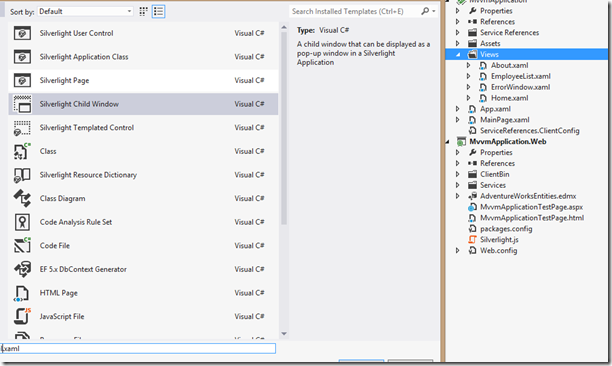 Sort by: Default
Search Installed Templates (Ctrl+E)
Silverlight User Control Visual C#
Silverlight Application Class Visual C#
Silverlight Page Visual C#
Silverlight Child Window Visual C#
Silverlight Templated Control Visual C#
Class Visual C#
Silverlight Resource Dictionary Visual C#
Class Diagram Visual C#
Code Analysis Rule Set Visual C#
Code File Visual C#
EF 5.x DbContext Generator Visual C#
HTML Page Visual C#
JavaScript File Visual C#
.xaml
Type: Visual C#
A child window that can be displayed as
a pop-up window in a Silverlight
Application
MvvmApplication
Properties
References
Service References
Assets
Views
About.xaml
EmployeeList.xaml
ErrorWindow.xaml
Home.xaml
App.xaml
MainPage.xaml
ServiceReferences.ClientConfig
MvvmApplication.Web
Properties
References
ClientBin
Services
AdventureWorksEntities.edmx
MvvmApplicationTestPage.aspx
MvvmApplicationTestPage.html
packages.config
Silverlight.js
Web.config